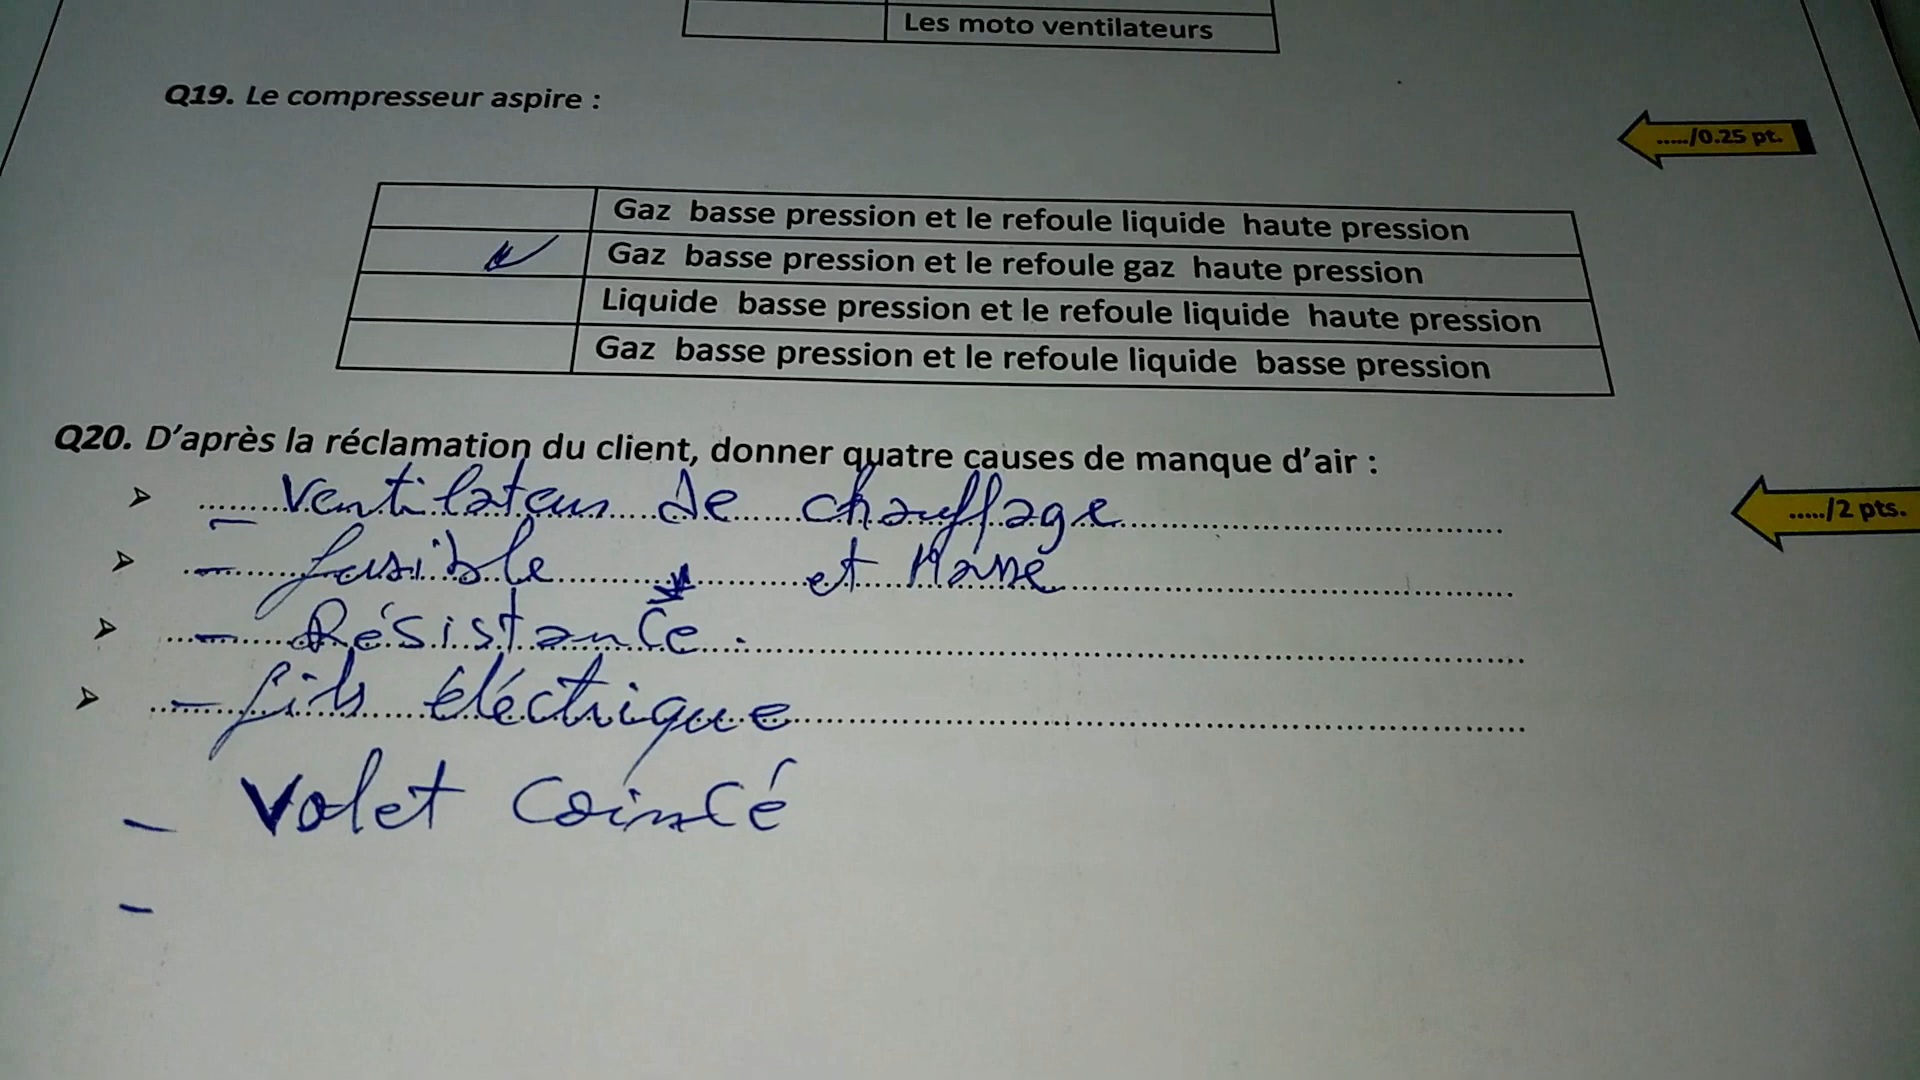 Les moto ventilateurs
Q19. Le compresseur aspire :
...../0.25 pt.
Gaz basse pression et le refoule liquide haute pression
Gaz basse pression et le refoule gaz haute pression
Liquide basse pression et le refoule liquide haute pression
Gaz basse pression et le refoule liquide basse pression
Q20. D'après la réclamation du client, donner quatre causes de manque d'air :
...../2 pts.
➢ - Ventilateur de chauffage
➢ - fusible et Masse
➢ - Résistance
➢ - fils éléctrique
- Volet Coincé
-